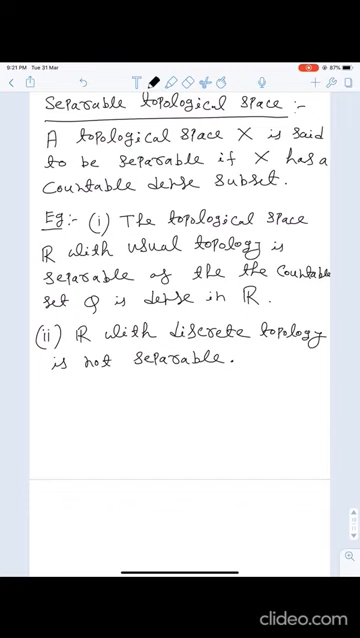 9:21 PM Tue 31 Mar
87%
Separable topological space :-
A topological space X is said
to be separable if X has a
countable dense subset.
Eg:- (i) The topological space
R with usual topology is
separable as the the countable
set Q is dense in R.
(ii) R with discrete topology
is not separable.
clideo.com